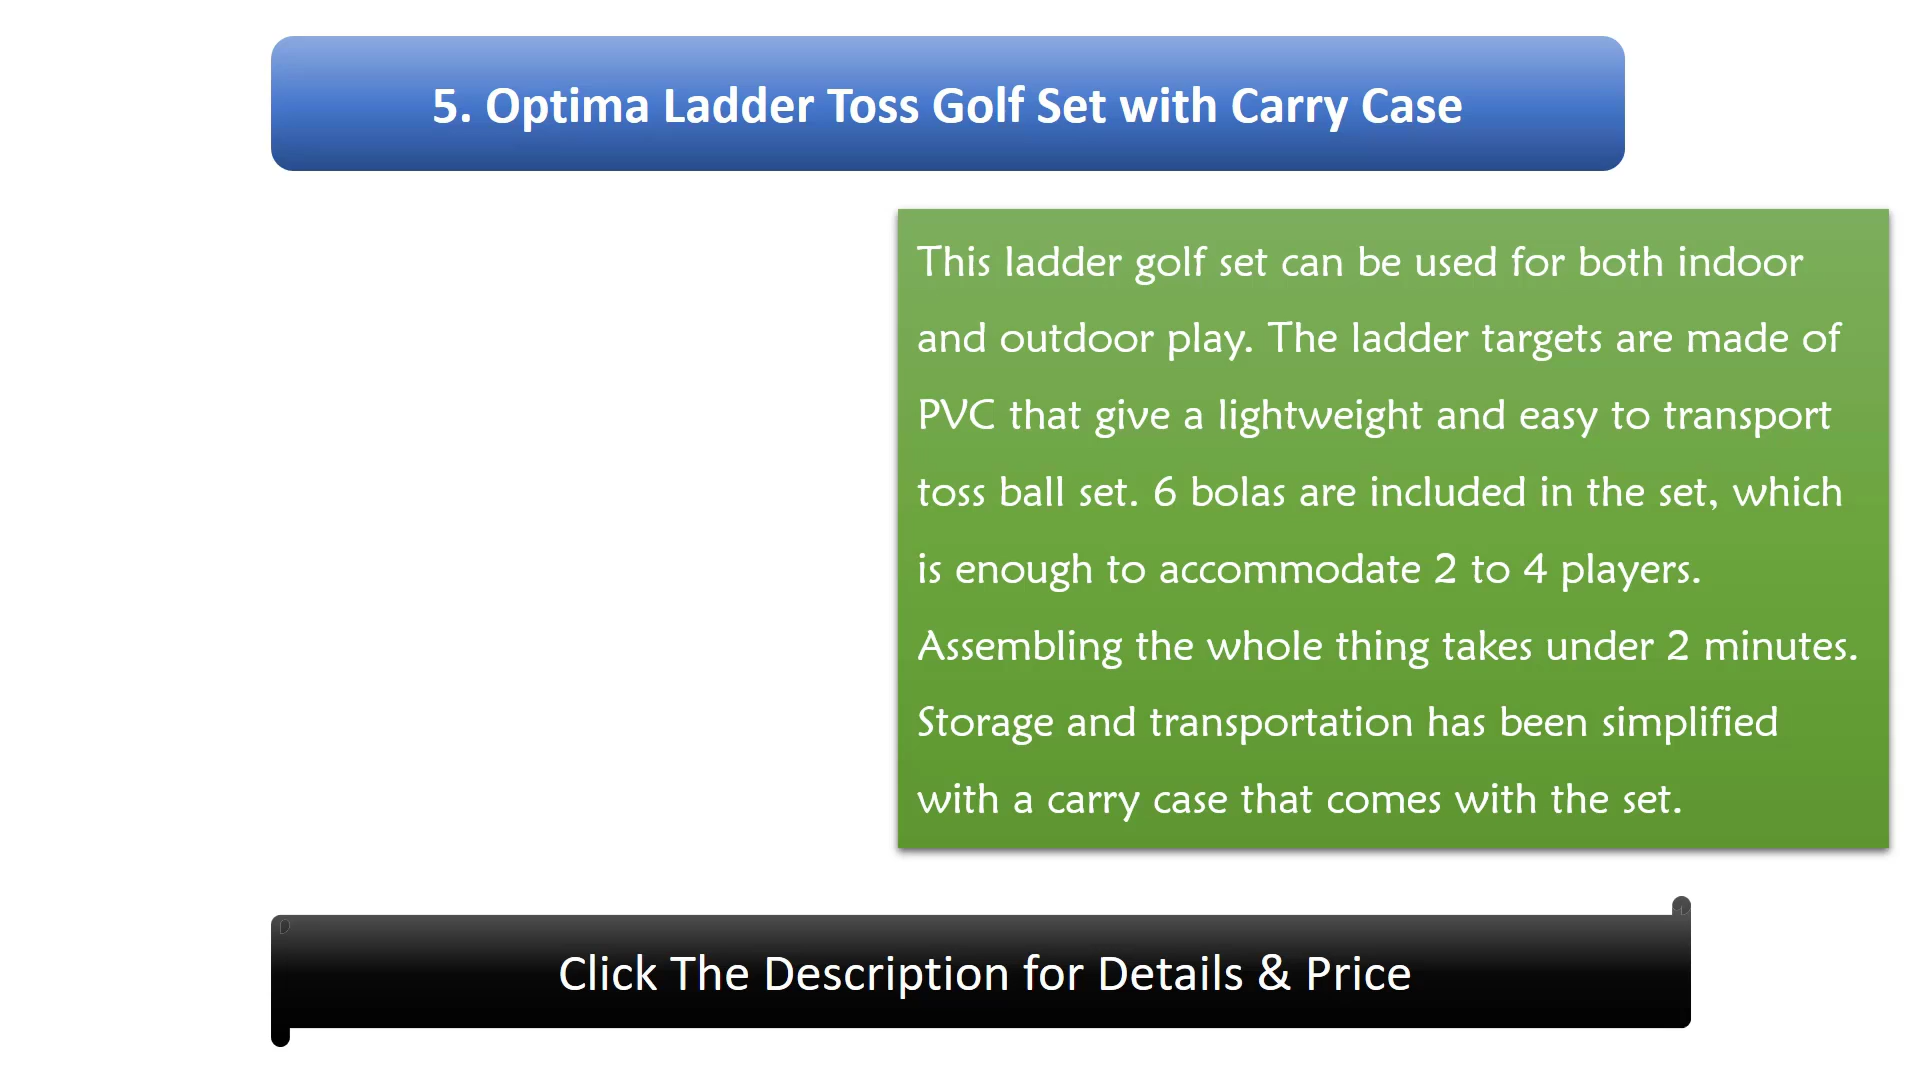 5. Optima Ladder Toss Golf Set with Carry Case
This ladder golf set can be used for both indoor
and outdoor play. The ladder targets are made of
PVC that give a lightweight and easy to transport
toss ball set. 6 bolas are included in the set, which
is enough to accommodate 2 to 4 players.
Assembling the whole thing takes under 2 minutes.
Storage and transportation has been simplified
with a carry case that comes with the set.
Click The Description for Details & Price